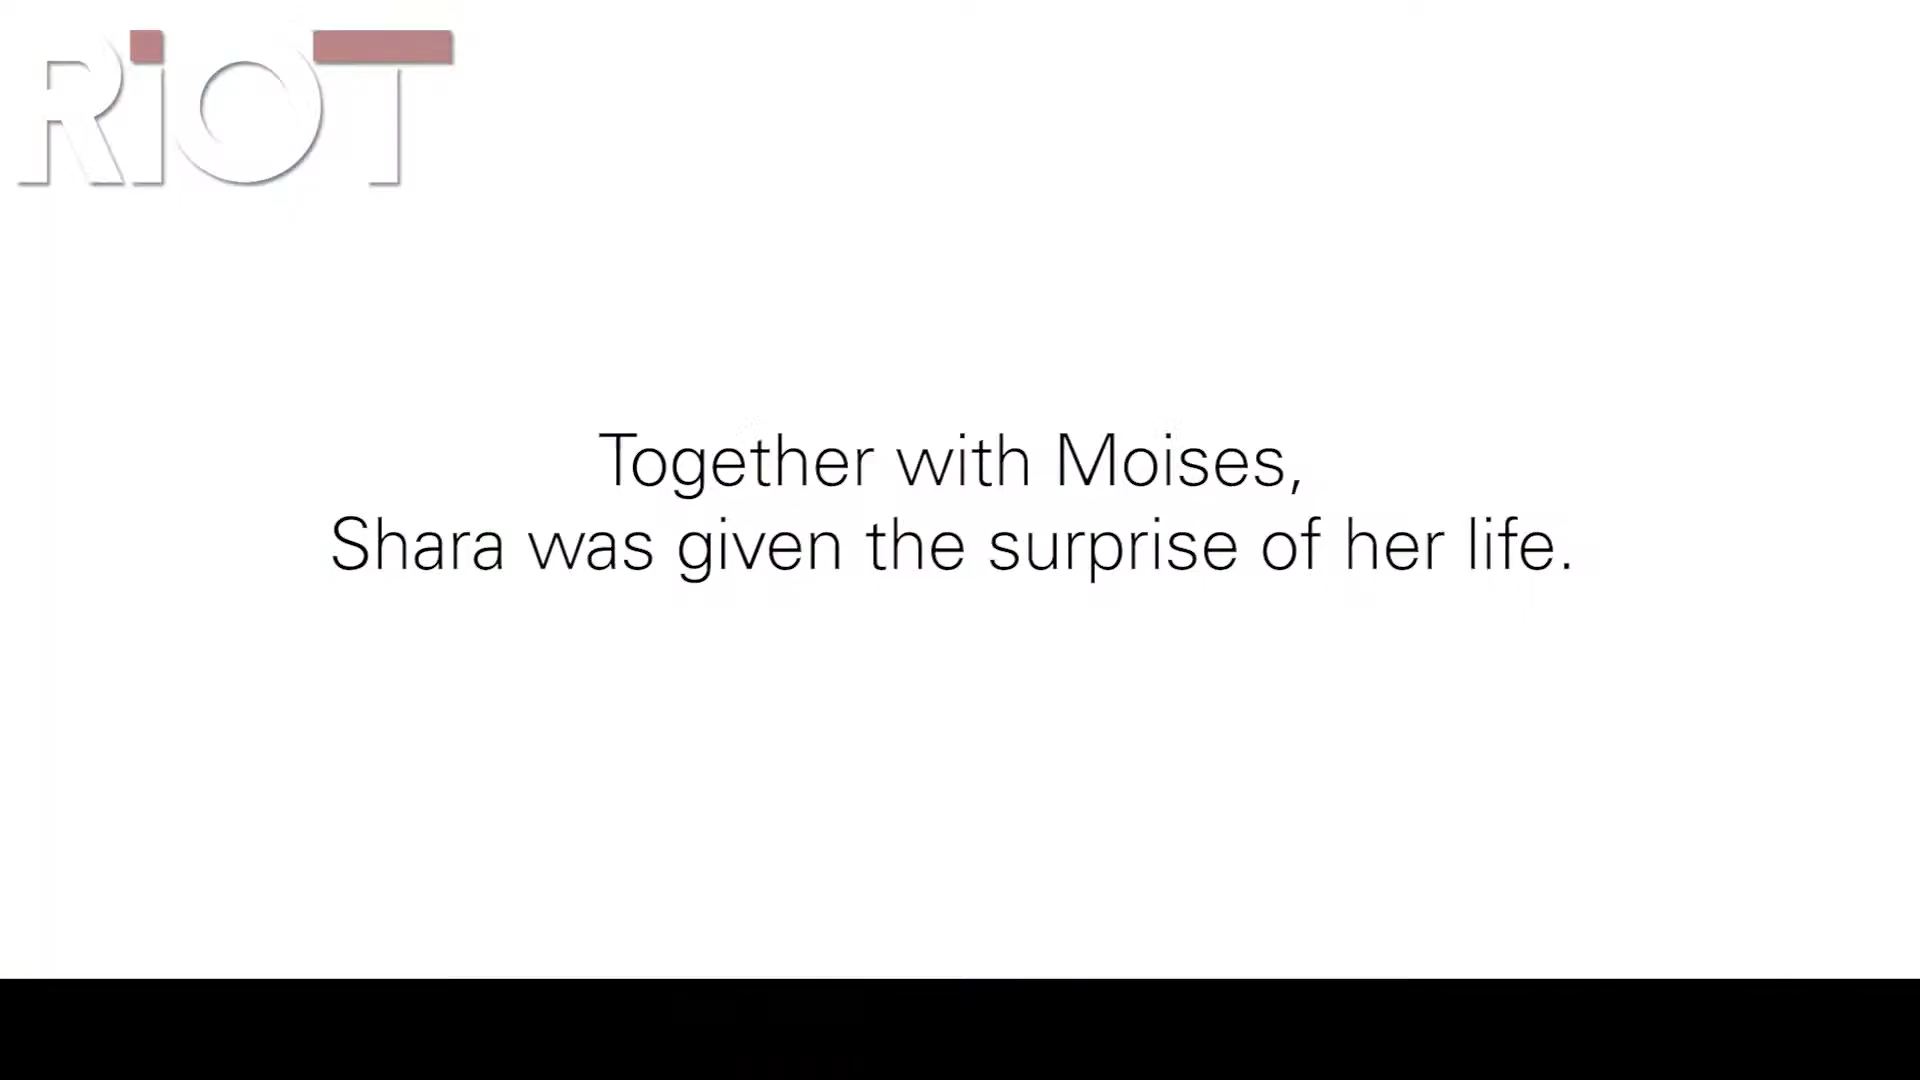 RiOT
Together with Moises,
Shara was given the surprise of her life.